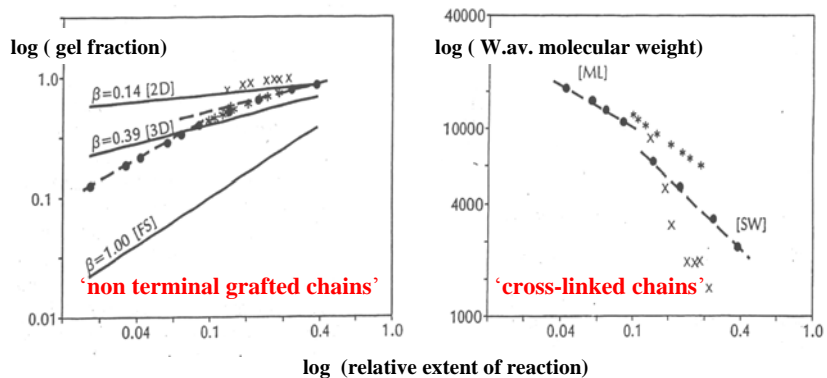 log ( gel fraction)
1.0
0.1
0.01
β=0.14 [2D]
β=0.39 [3D]
β=1.00 [FS]
‘non terminal grafted chains’
0.04 0.1 0.4 1.0
40000
log ( W.av. molecular weight)
[ML]
10000
4000
[SW]
‘cross-linked chains’
1000
0.04 0.1 0.4 1.0
log (relative extent of reaction)